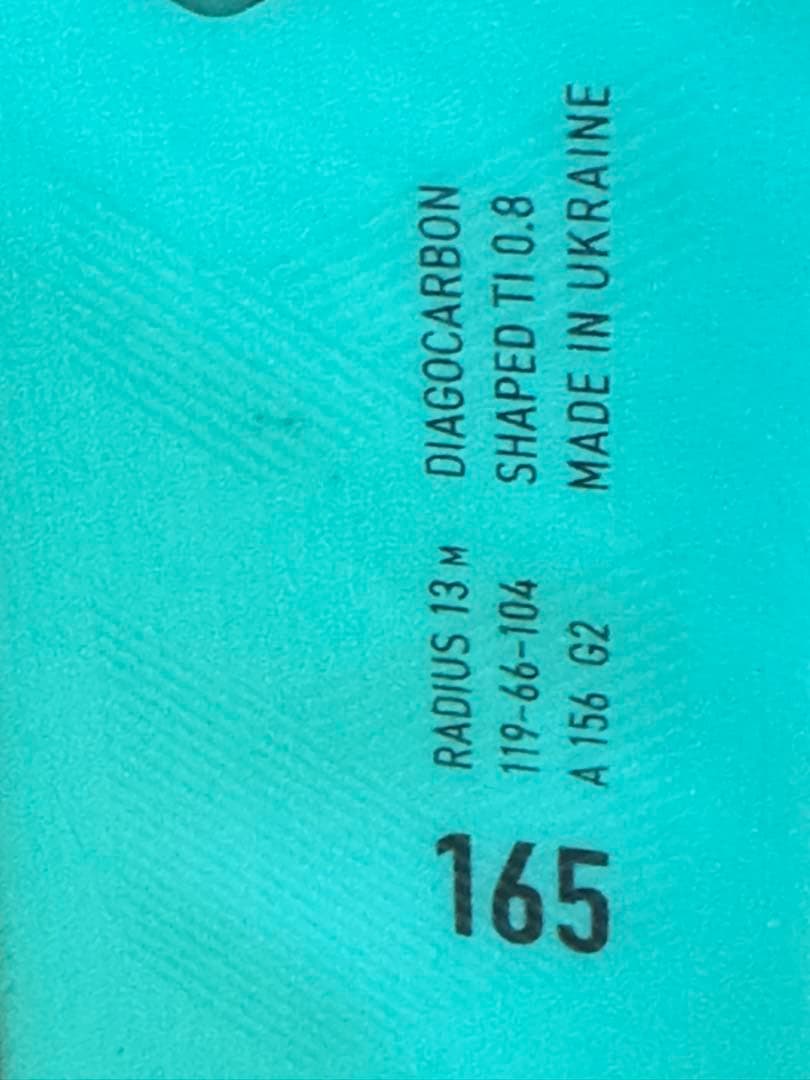 165
RADIUS 13 M
119-66-104
A 156 G2
DIAGOCARBON
SHAPED TI 0.8
MADE IN UKRAINE